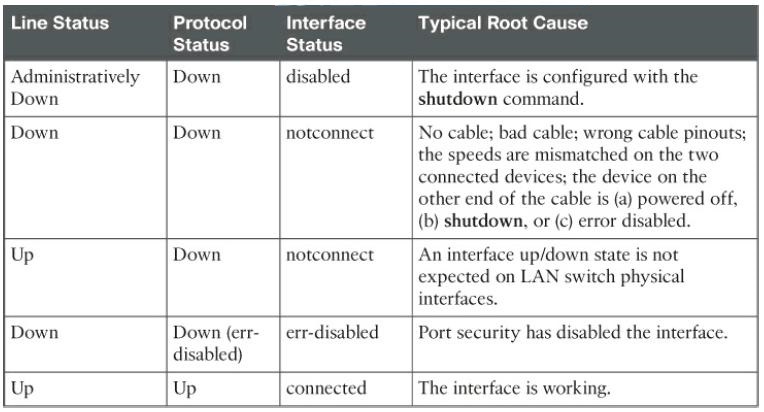 Line Status Protocol Status Interface Status Typical Root Cause
Administratively Down Down disabled The interface is configured with the shutdown command.
Down Down notconnect No cable; bad cable; wrong cable pinouts; the speeds are mismatched on the two connected devices; the device on the other end of the cable is (a) powered off, (b) shutdown, or (c) error disabled.
Up Down notconnect An interface up/down state is not expected on LAN switch physical interfaces.
Down Down (err-disabled) err-disabled Port security has disabled the interface.
Up Up connected The interface is working.